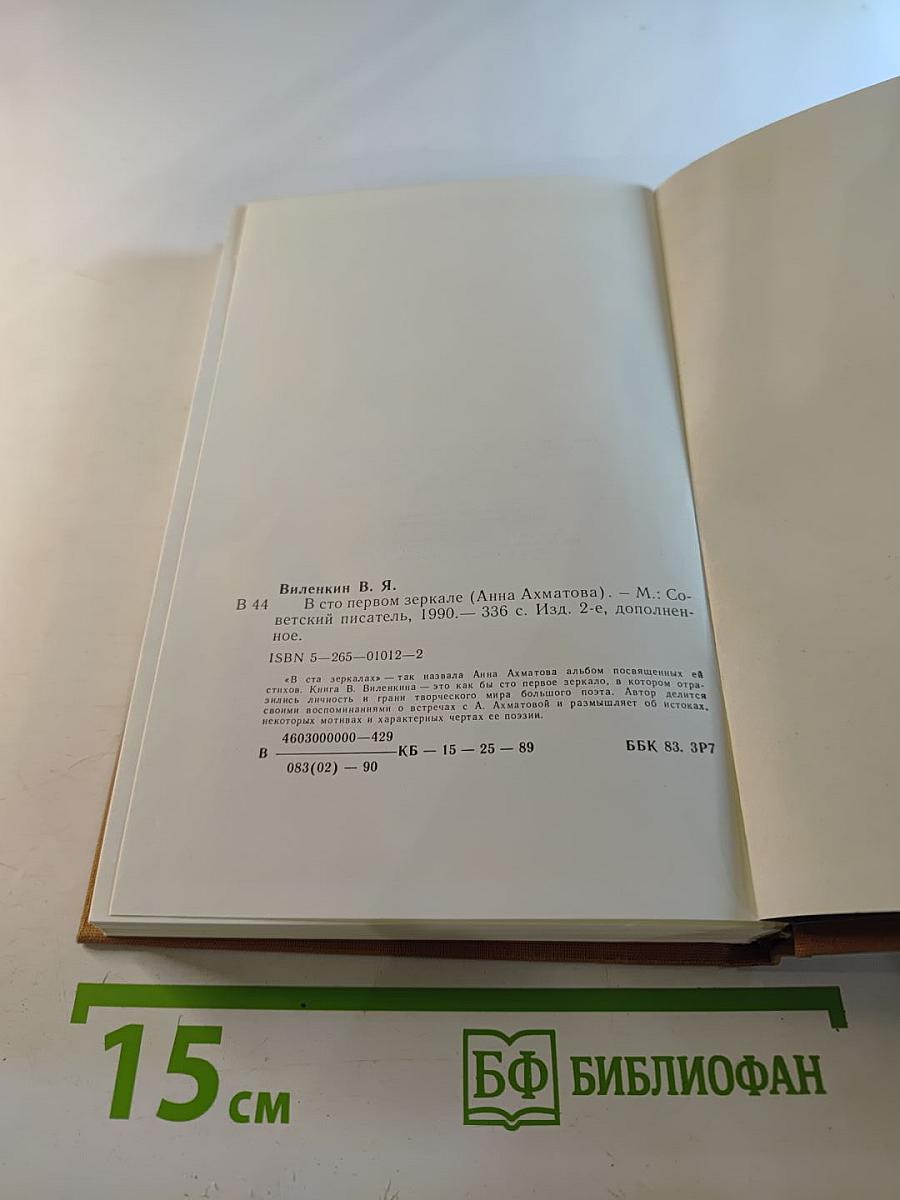 Виленкин В. Я.
В 44 В сто первом зеркале (Анна Ахматова). — М.: Со-
ветский писатель, 1990.— 336 с. Изд. 2-е, дополнен-
ное.
ISBN 5—265—01012—2
«В ста зеркалах» — так назвала Анна Ахматова альбом посвященных ей
стихов. Книга В. Виленкина — это как бы сто первое зеркало, в котором отра-
зились личность и грани творческого мира большого поэта. Автор делится
своими воспоминаниями о встречах с А. Ахматовой и размышляет об истоках,
некоторых мотивах и характерных чертах ее поэзии.
4603000000—429
В КБ — 15 — 25 — 89 ББК 83. 3Р7
083(02) — 90
15 см
БФ БИБЛИОФАН